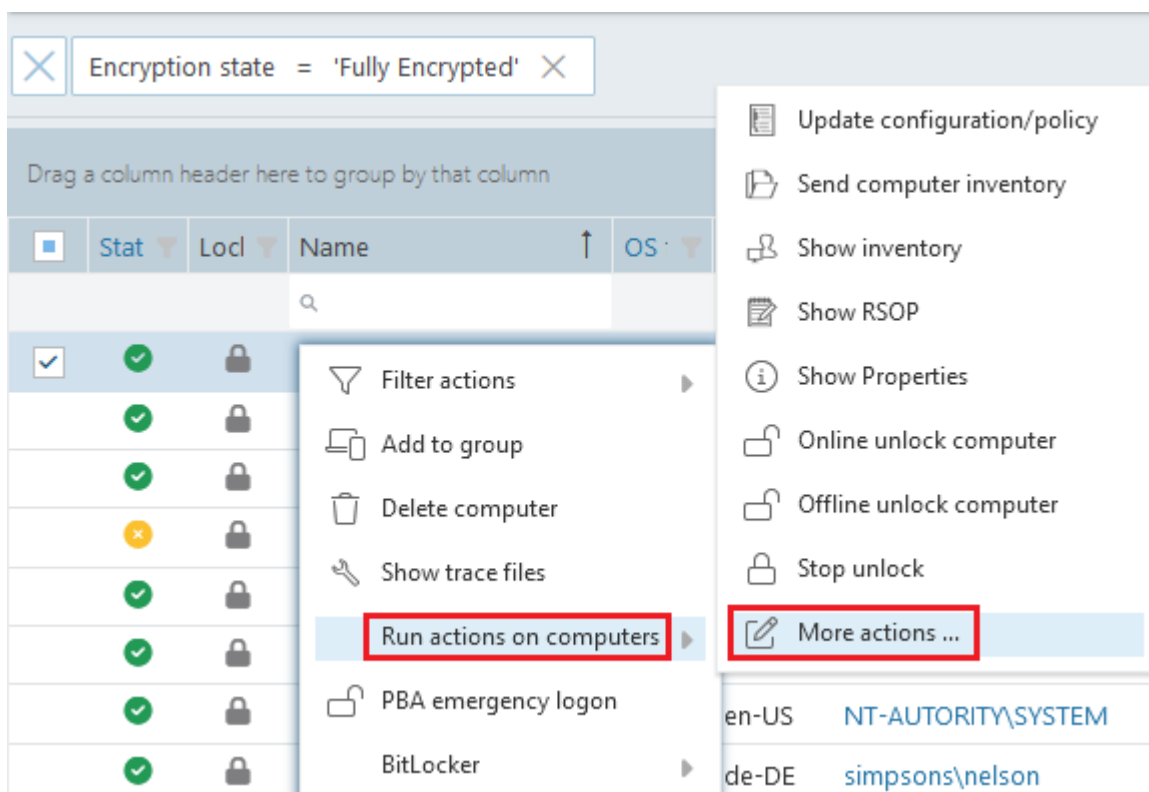 Encryption state = 'Fully Encrypted'
Drag a column header here to group by that column
Stat Locl Name OS
Filter actions
Add to group
Delete computer
Show trace files
Run actions on computers
PBA emergency logon
BitLocker
Update configuration/policy
Send computer inventory
Show inventory
Show RSOP
Show Properties
Online unlock computer
Offline unlock computer
Stop unlock
More actions ...
en-US NT-AUTORITY\SYSTEM
de-DE simpsons\nelson